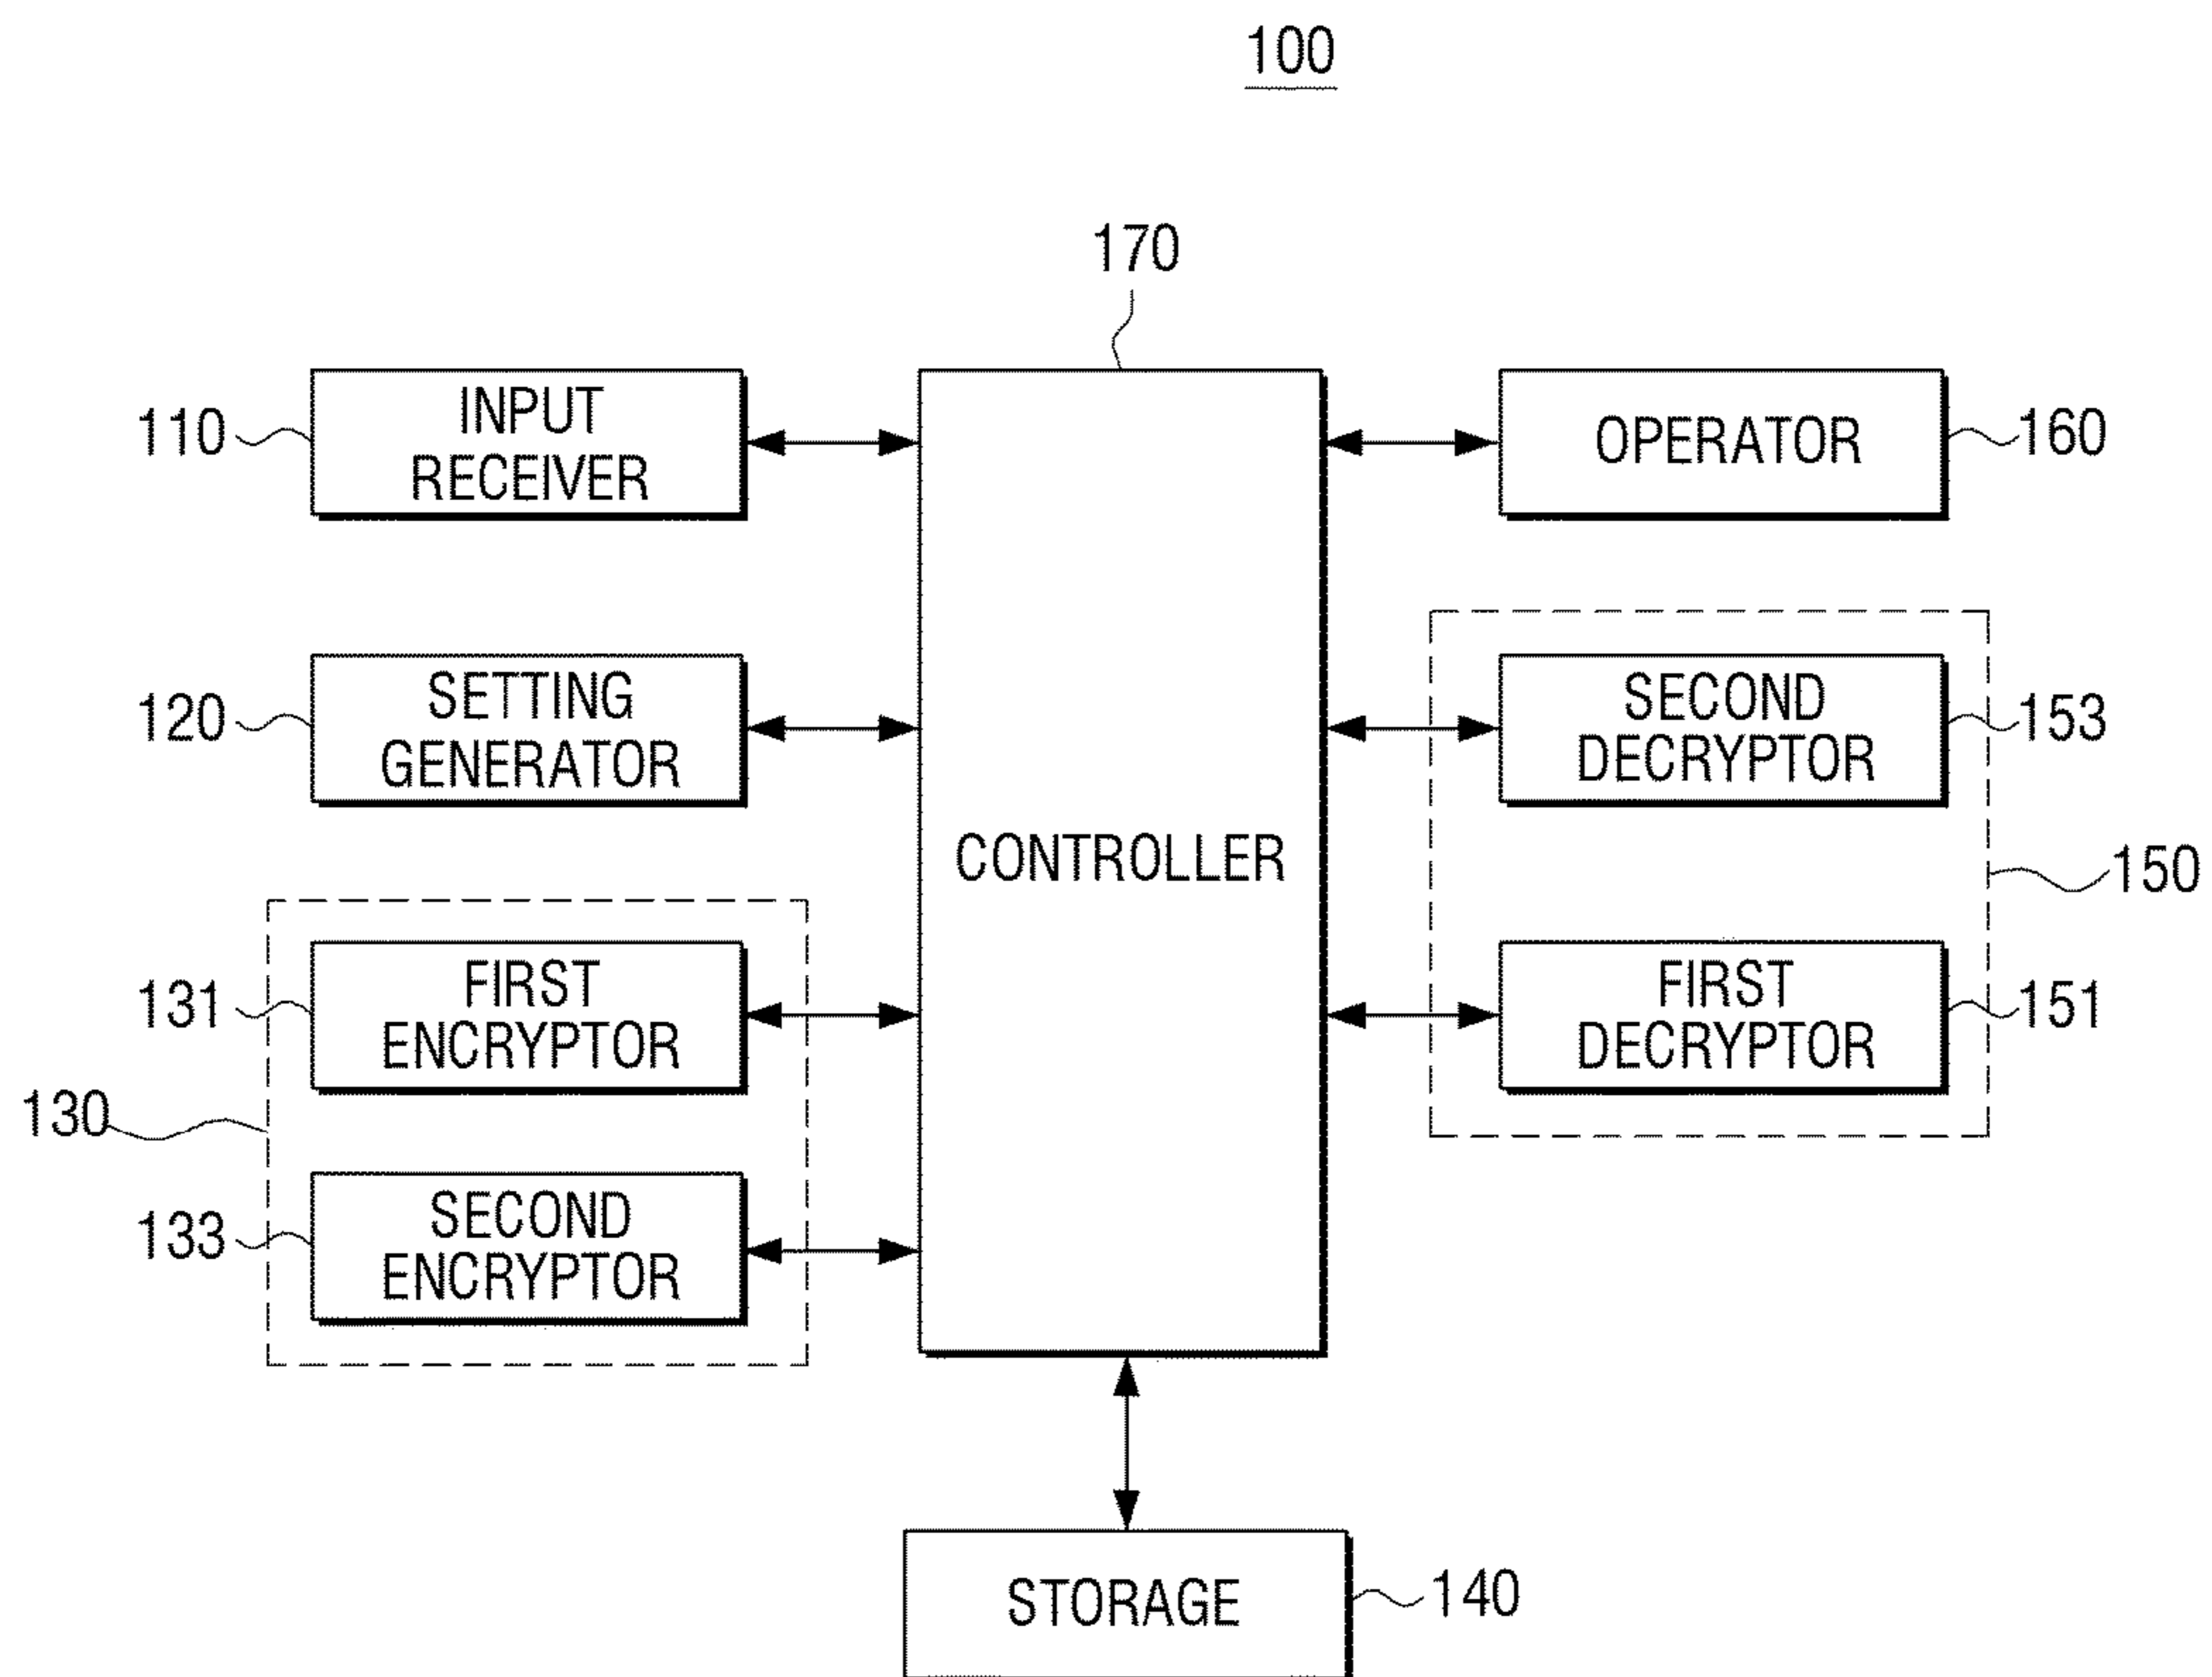 100
170
110
INPUT
RECEIVER
OPERATOR
160
120
SETTING
GENERATOR
SECOND
DECRYPTOR
153
CONTROLLER
150
131
FIRST
ENCRYPTOR
FIRST
DECRYPTOR
151
130
133
SECOND
ENCRYPTOR
STORAGE
140